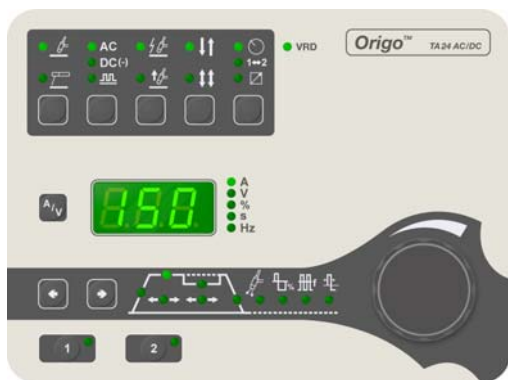 AC
DC(-)
1↔2
VRD
Origo™ TA24 AC/DC
A/V
150
A
V
%
s
Hz
%
f
1
2